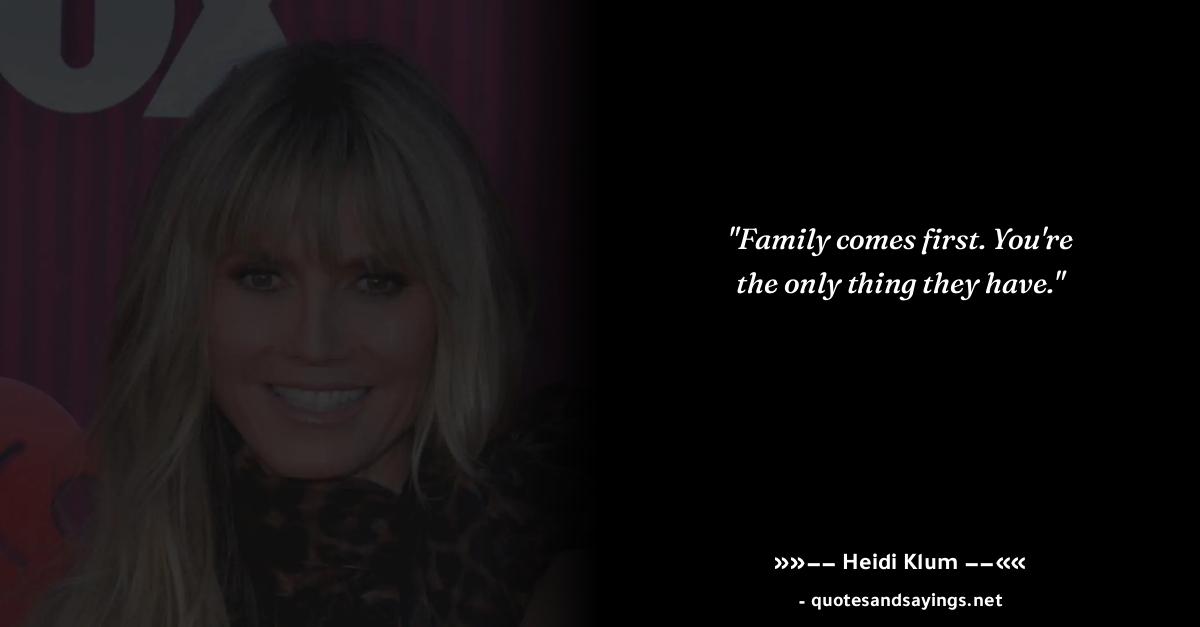 "Family comes first. You're
the only thing they have."
»»-- Heidi Klum --««
- quotesandsayings.net